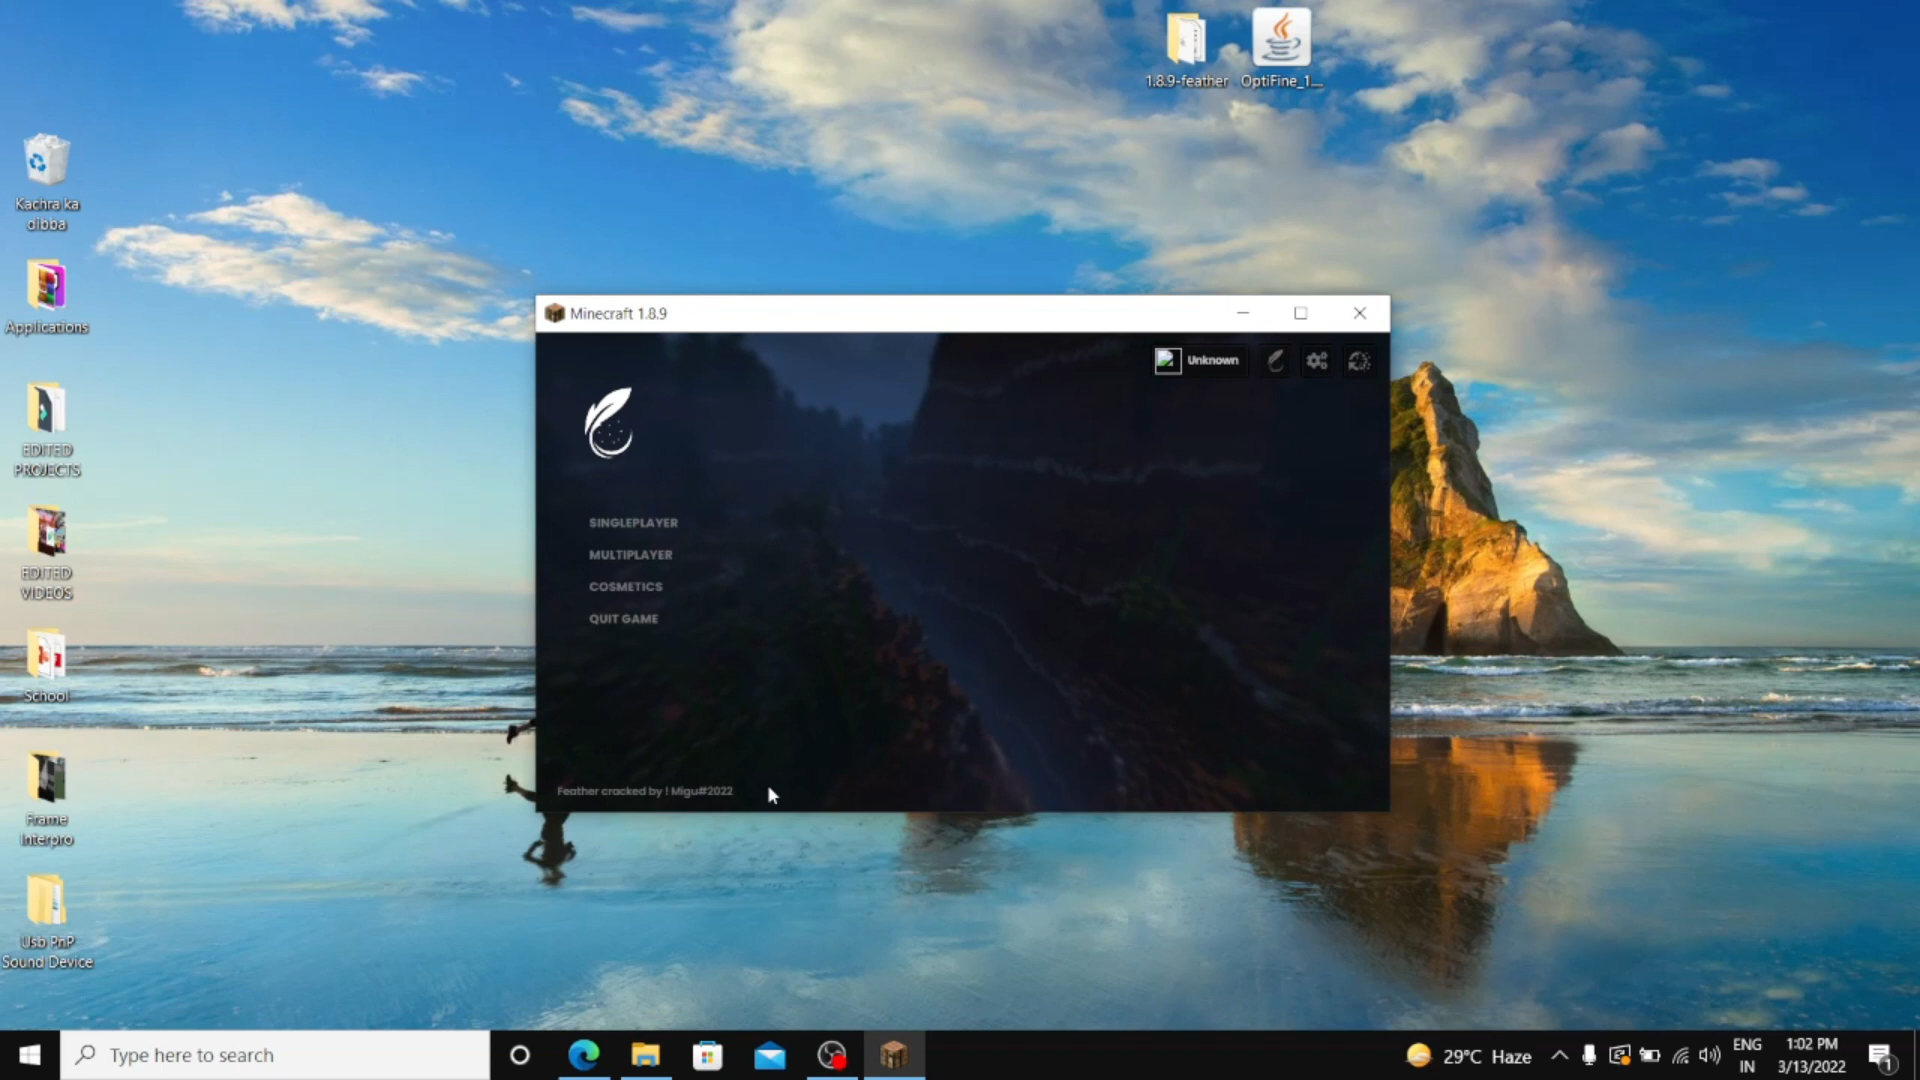 1.8.9-feather
OptiFine_1....
Kachra ka
dibba
Applications
EDITED
PROJECTS
EDITED
VIDEOS
School
Frame
Interpro
Usb PnP
Sound Device
Minecraft 1.8.9
Unknown
SINGLEPLAYER
MULTIPLAYER
COSMETICS
QUIT GAME
Feather cracked by ! Migu#2022
Type here to search
29°C Haze
ENG
IN
1:02 PM
3/13/2022
1